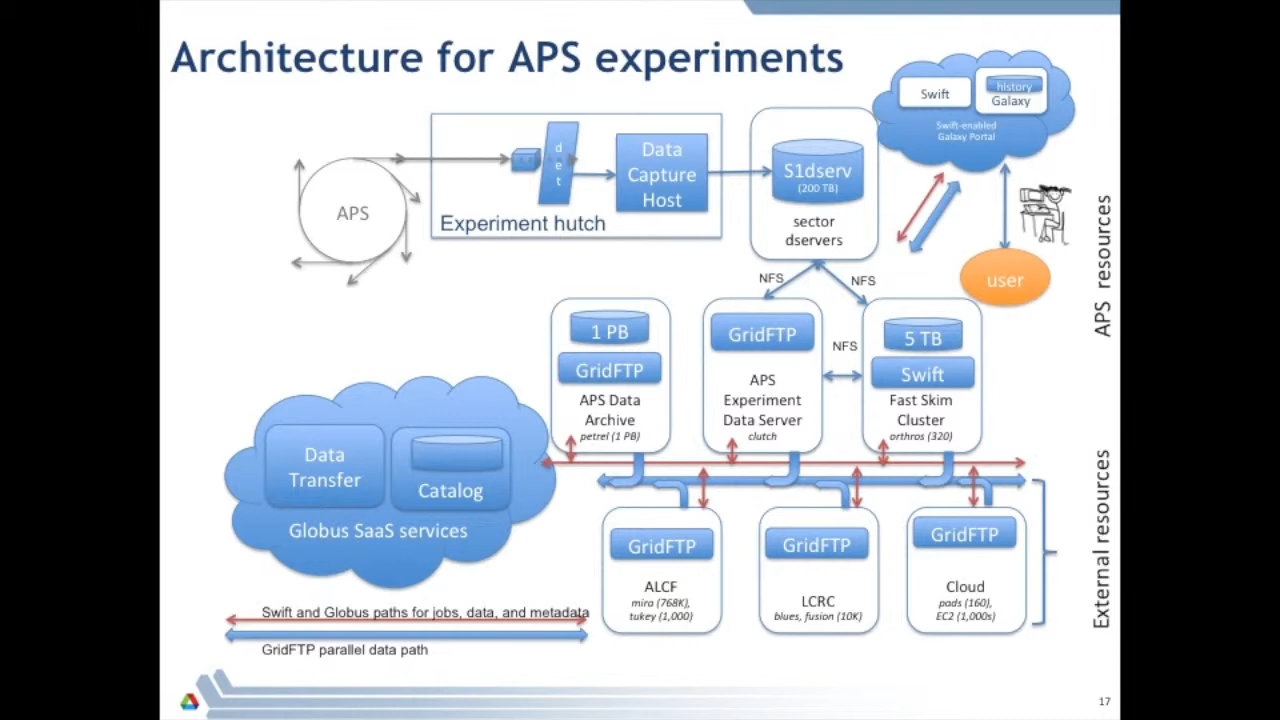 Architecture for APS experiments
Swift
history
Galaxy
Swift-enabled
Galaxy Portal
APS
det
Data
Capture
Host
Experiment hutch
S1dserv
(200 TB)
sector
dservers
user
APS resources
NFS
NFS
NFS
1 PB
GridFTP
APS Data
Archive
petrel (1 PB)
GridFTP
APS
Experiment
Data Server
clutch
5 TB
Swift
Fast Skim
Cluster
orthros (320)
Data
Transfer
Catalog
Globus SaaS services
GridFTP
ALCF
mira (768K),
tukey (1,000)
GridFTP
LCRC
blues, fusion (10K)
GridFTP
Cloud
pads (160),
EC2 (1,000s)
External resources
Swift and Globus paths for jobs, data, and metadata
GridFTP parallel data path
17